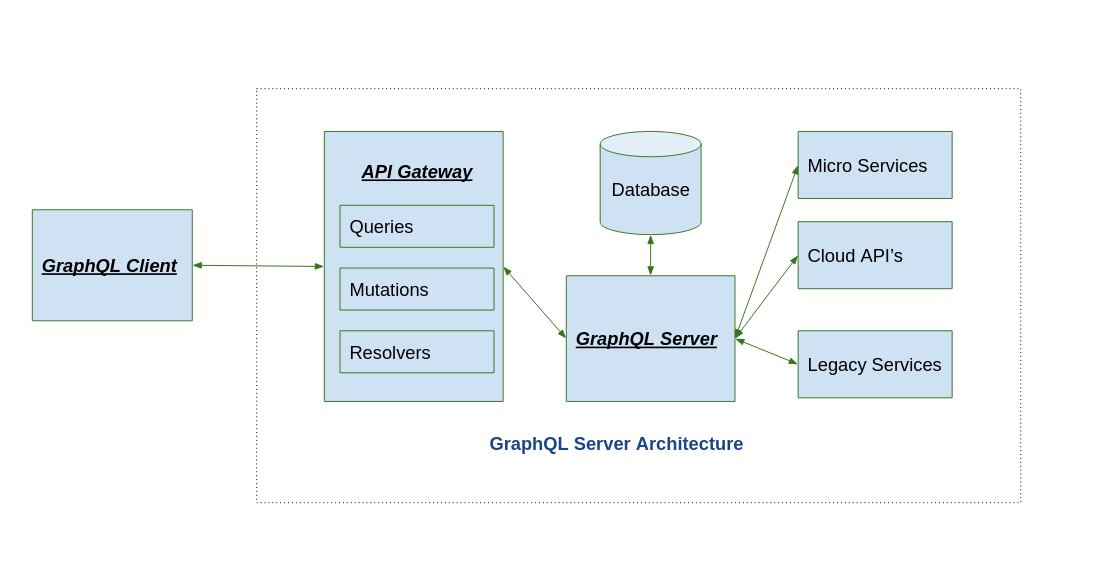 GraphQL Client
API Gateway
Queries
Mutations
Resolvers
Database
GraphQL Server
Micro Services
Cloud API’s
Legacy Services
GraphQL Server Architecture